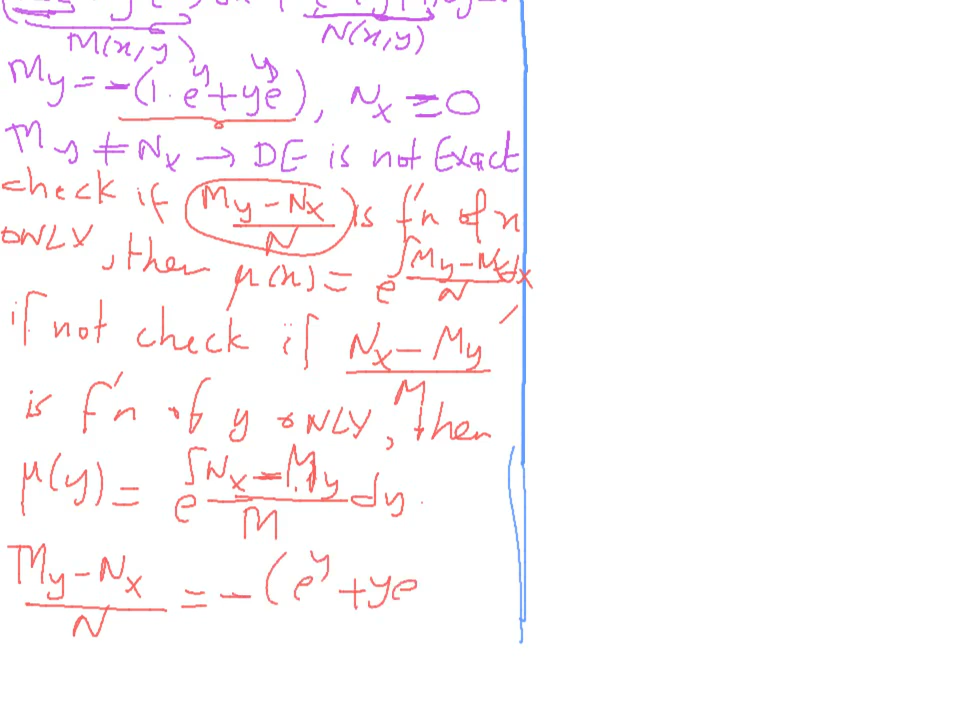 M(x,y) N(x,y)
My = -(1·e^y + ye^y), Nx = 0
My ≠ Nx → DE is not Exact
check if (My - Nx)/N is f'n of x
ONLY, then μ(x) = e^∫(My - Nx)/N dx
if not check if (Nx - My)/M
is f'n of y ONLY, then
μ(y) = e^∫(Nx - My)/M dy
(My - Nx)/N = -(e^y + ye